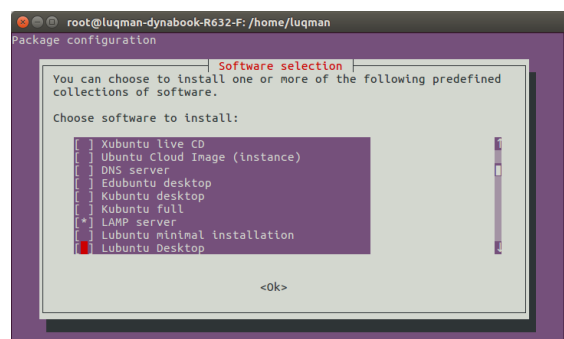 root@luqman-dynabook-R632-F: /home/luqman
Package configuration
Software selection
You can choose to install one or more of the following predefined
collections of software.
Choose software to install:
[ ] Xubuntu live CD
[ ] Ubuntu Cloud Image (instance)
[ ] DNS server
[ ] Edubuntu desktop
[ ] Kubuntu desktop
[ ] Kubuntu full
[*] LAMP server
[ ] Lubuntu minimal installation
[ ] Lubuntu Desktop
<Ok>